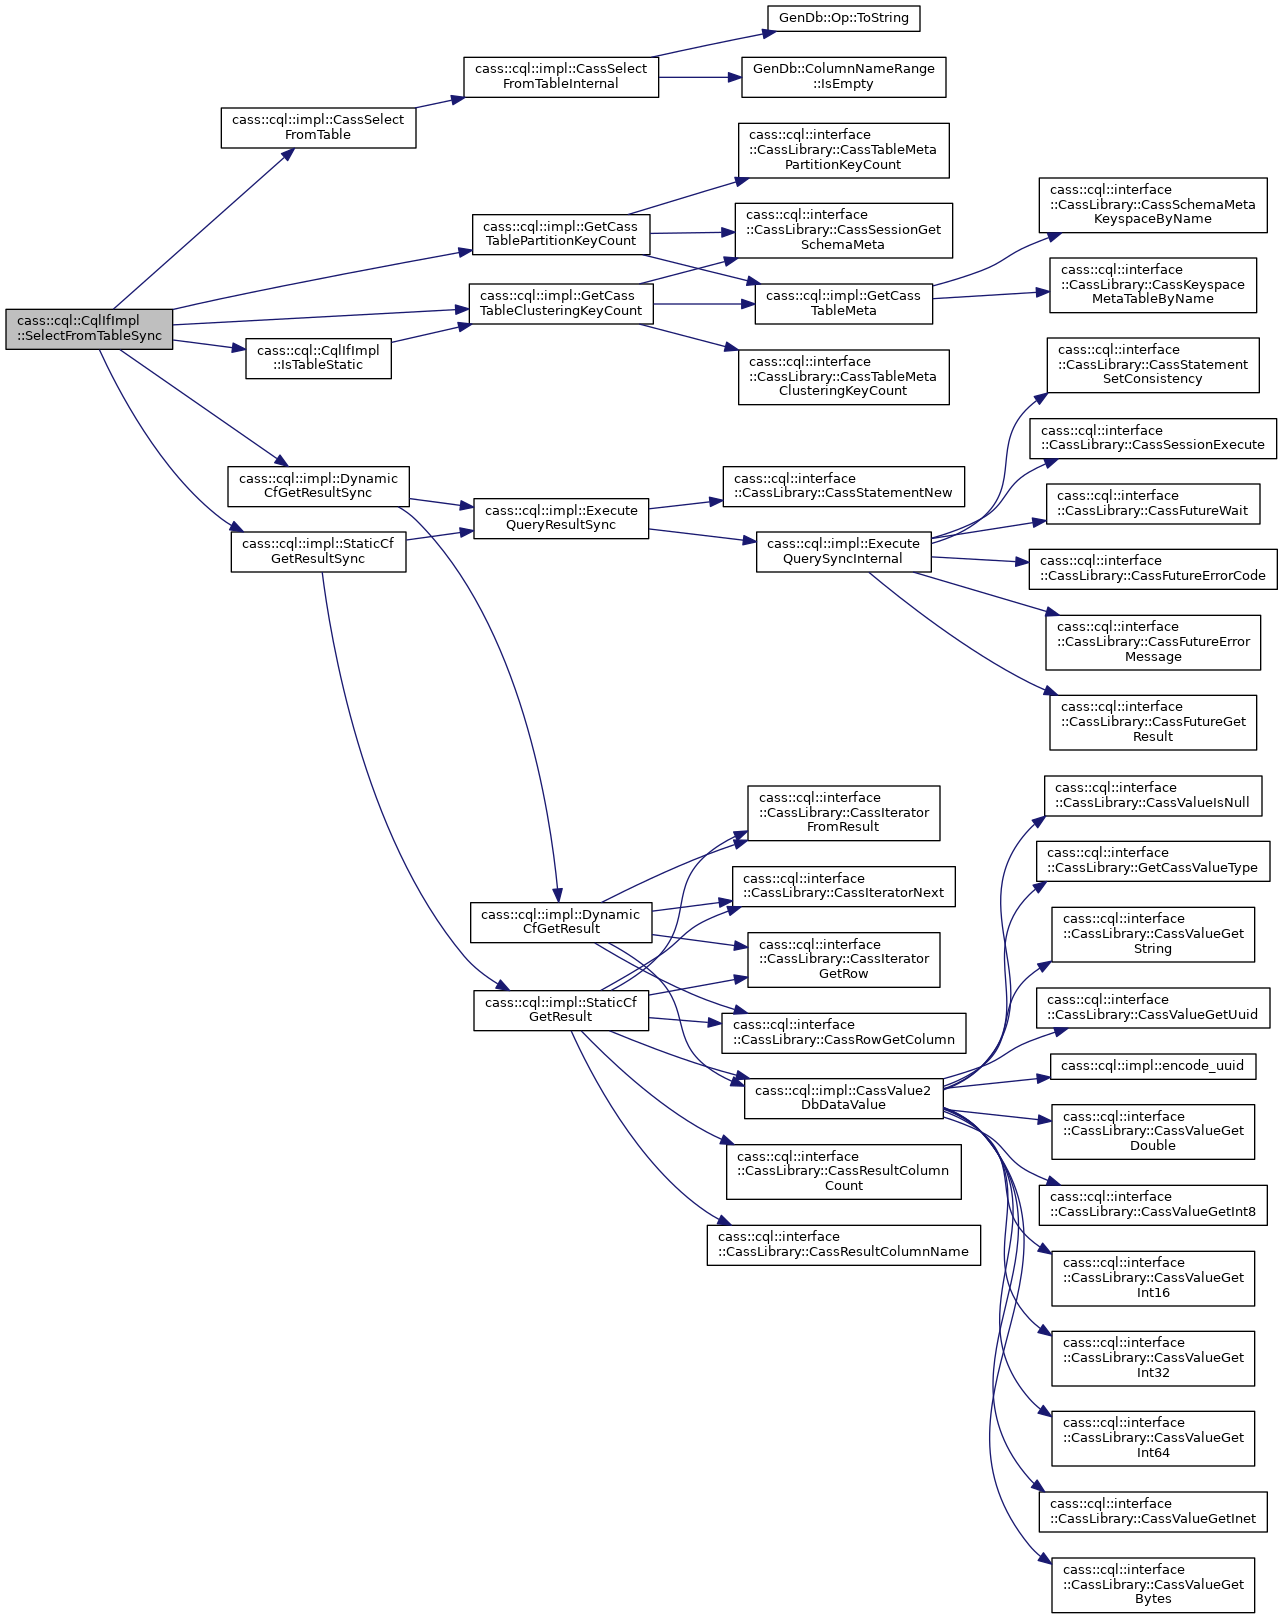 GenDb::Op::ToString
cass::cql::impl::CassSelect
FromTableInternal
GenDb::ColumnNameRange
::IsEmpty
cass::cql::impl::CassSelect
FromTable
cass::cql::interface
::CassLibrary::CassTableMeta
PartitionKeyCount
cass::cql::interface
::CassLibrary::CassSchemaMeta
KeyspaceByName
cass::cql::impl::GetCass
TablePartitionKeyCount
cass::cql::interface
::CassLibrary::CassSessionGet
SchemaMeta
cass::cql::interface
::CassLibrary::CassKeyspace
MetaTableByName
cass::cql::impl::GetCass
TableClusteringKeyCount
cass::cql::impl::GetCass
TableMeta
cass::cql::CqlIfImpl
::SelectFromTableSync
cass::cql::CqlIfImpl
::IsTableStatic
cass::cql::interface
::CassLibrary::CassTableMeta
ClusteringKeyCount
cass::cql::interface
::CassLibrary::CassStatement
SetConsistency
cass::cql::interface
::CassLibrary::CassSessionExecute
cass::cql::impl::Dynamic
CfGetResultSync
cass::cql::interface
::CassLibrary::CassStatementNew
cass::cql::interface
::CassLibrary::CassFutureWait
cass::cql::impl::Execute
QueryResultSync
cass::cql::impl::StaticCf
GetResultSync
cass::cql::impl::Execute
QuerySyncInternal
cass::cql::interface
::CassLibrary::CassFutureErrorCode
cass::cql::interface
::CassLibrary::CassFutureError
Message
cass::cql::interface
::CassLibrary::CassFutureGet
Result
cass::cql::interface
::CassLibrary::CassIterator
FromResult
cass::cql::interface
::CassLibrary::CassValueIsNull
cass::cql::interface
::CassLibrary::GetCassValueType
cass::cql::interface
::CassLibrary::CassIteratorNext
cass::cql::impl::Dynamic
CfGetResult
cass::cql::interface
::CassLibrary::CassValueGet
String
cass::cql::interface
::CassLibrary::CassIterator
GetRow
cass::cql::impl::StaticCf
GetResult
cass::cql::interface
::CassLibrary::CassValueGetUuid
cass::cql::interface
::CassLibrary::CassRowGetColumn
cass::cql::impl::encode_uuid
cass::cql::impl::CassValue2
DbDataValue
cass::cql::interface
::CassLibrary::CassValueGet
Double
cass::cql::interface
::CassLibrary::CassResultColumn
Count
cass::cql::interface
::CassLibrary::CassValueGetInt8
cass::cql::interface
::CassLibrary::CassResultColumnName
cass::cql::interface
::CassLibrary::CassValueGet
Int16
cass::cql::interface
::CassLibrary::CassValueGet
Int32
cass::cql::interface
::CassLibrary::CassValueGet
Int64
cass::cql::interface
::CassLibrary::CassValueGetInet
cass::cql::interface
::CassLibrary::CassValueGet
Bytes